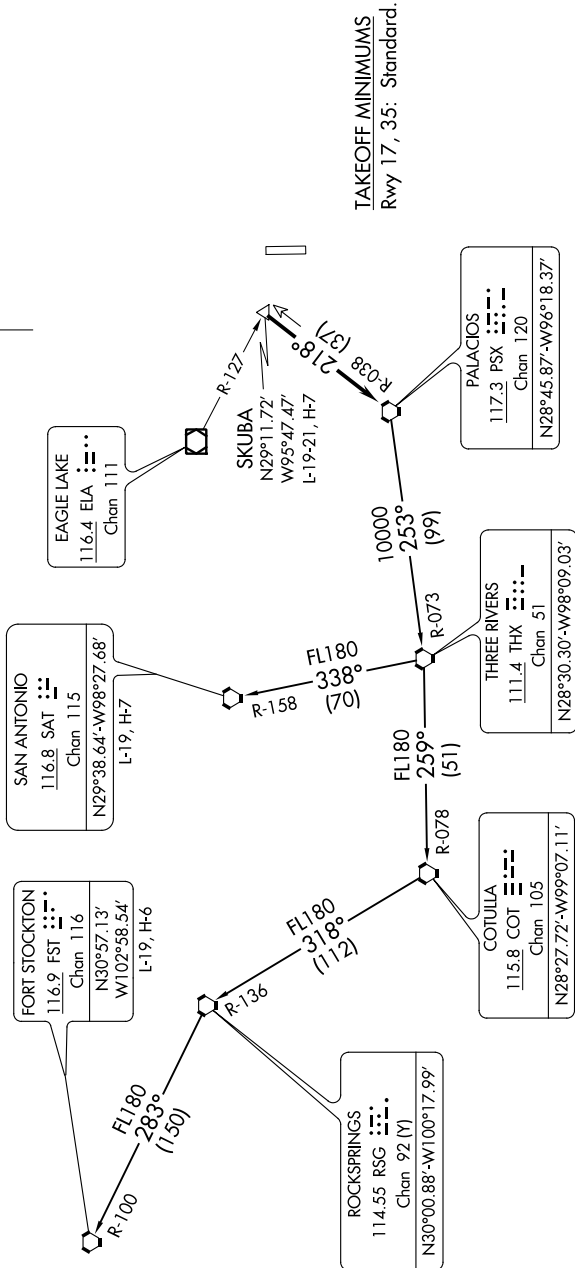 FORT STOCKTON
116.9 FST
Chan 116
N30°57.13'
W102°58.54'
L-19, H-6
SAN ANTONIO
116.8 SAT
Chan 115
N29°38.64'-W98°27.68'
L-19, H-7
EAGLE LAKE
116.4 ELA
Chan 111
R-127
SKUBA
N29°11.72'
W95°47.47'
L-19-21, H-7
218°
(37)
R-038
R-100
FL180
283°
(150)
R-136
FL180
318°
(112)
R-158
FL180
338°
(70)
R-078
FL180
259°
(51)
R-073
10000
253°
(99)
ROCKSPRINGS
114.55 RSG
Chan 92 (Y)
N30°00.88'-W100°17.99'
COTULLA
115.8 COT
Chan 105
N28°27.72'-W99°07.11'
THREE RIVERS
111.4 THX
Chan 51
N28°30.30'-W98°09.03'
PALACIOS
117.3 PSX
Chan 120
N28°45.87'-W96°18.37'
TAKEOFF MINIMUMS
Rwy 17, 35: Standard.